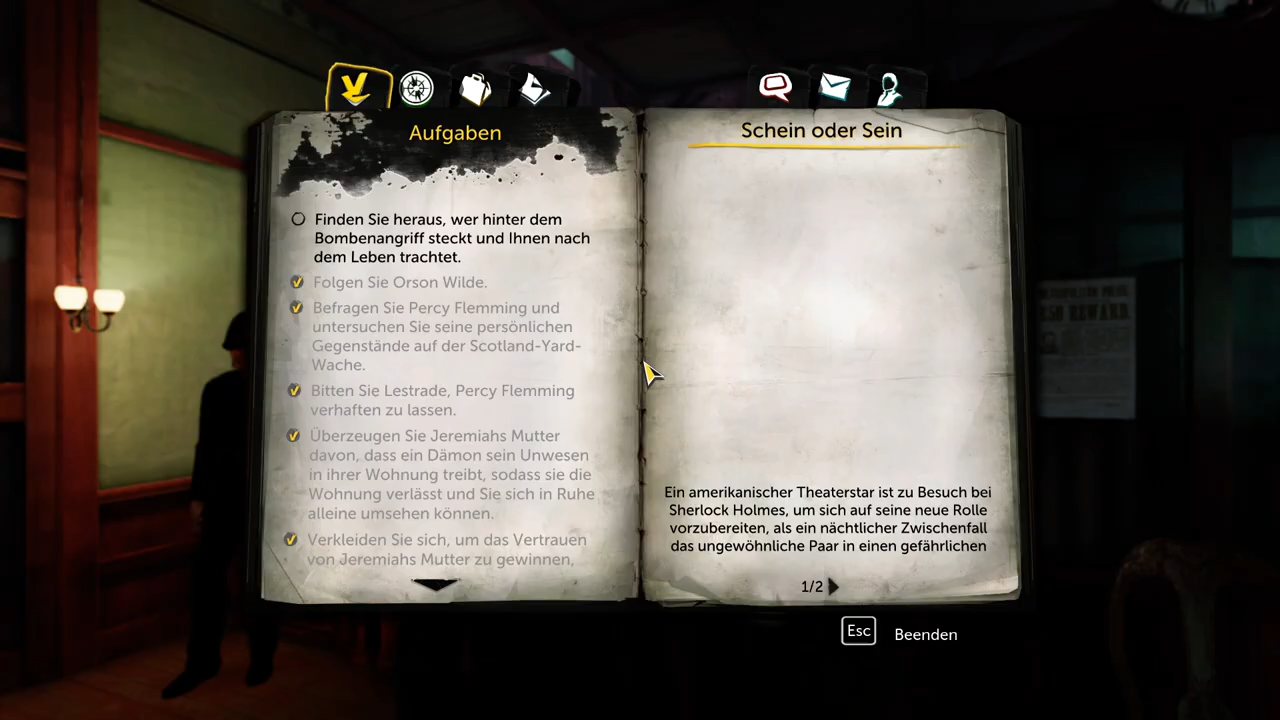 Aufgaben
Finden Sie heraus, wer hinter dem
Bombenangriff steckt und Ihnen nach
dem Leben trachtet.
Folgen Sie Orson Wilde.
Befragen Sie Percy Flemming und
untersuchen Sie seine persönlichen
Gegenstände auf der Scotland-Yard-
Wache.
Bitten Sie Lestrade, Percy Flemming
verhaften zu lassen.
Überzeugen Sie Jeremiahs Mutter
davon, dass ein Dämon sein Unwesen
in ihrer Wohnung treibt, sodass sie die
Wohnung verlässt und Sie sich in Ruhe
alleine umsehen können.
Verkleiden Sie sich, um das Vertrauen
von Jeremiahs Mutter zu gewinnen,
Schein oder Sein
Ein amerikanischer Theaterstar ist zu Besuch bei
Sherlock Holmes, um sich auf seine neue Rolle
vorzubereiten, als ein nächtlicher Zwischenfall
das ungewöhnliche Paar in einen gefährlichen
1/2
Esc Beenden
REWARD.